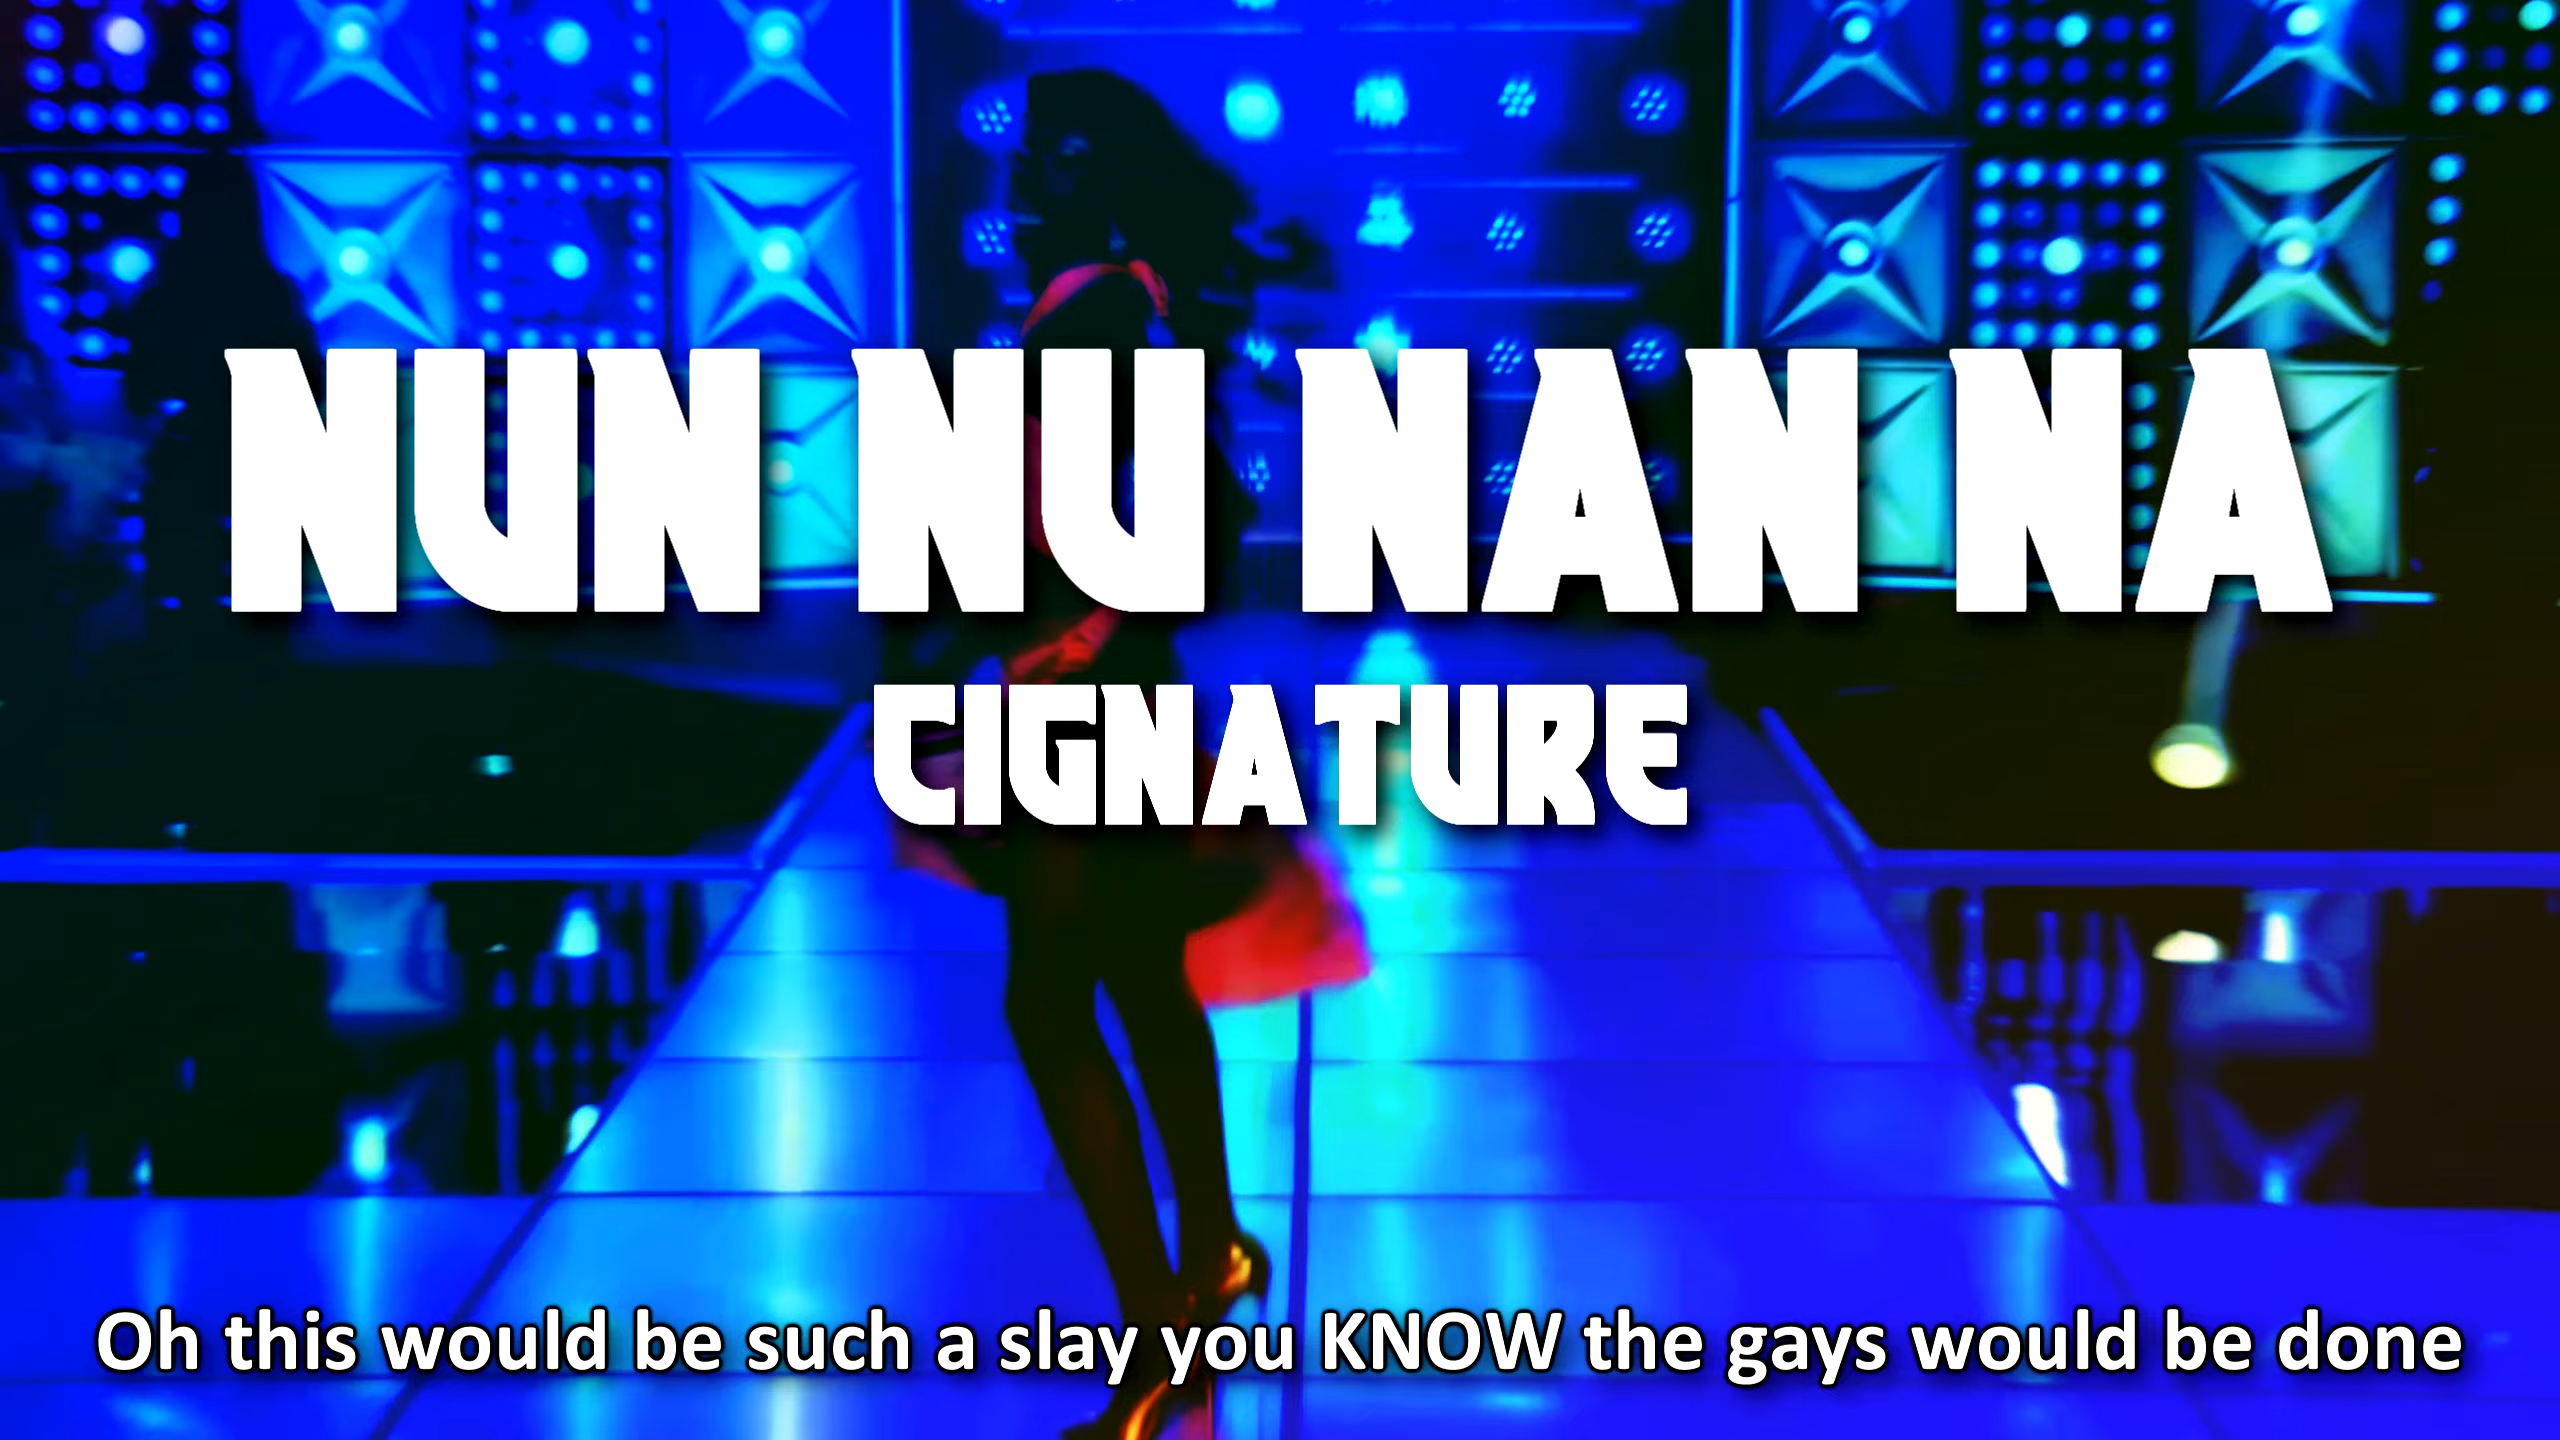 NUN NU NAN NA
CIGNATURE
Oh this would be such a slay you KNOW the gays would be done